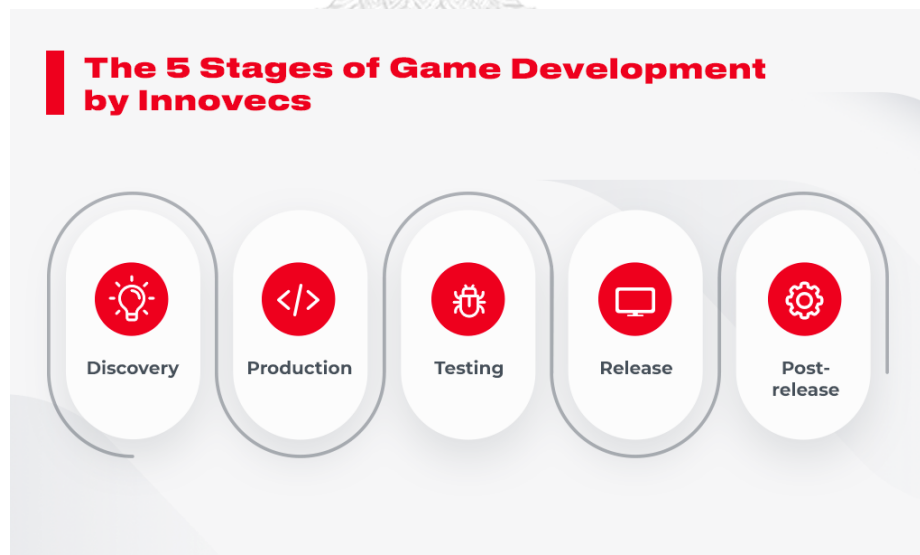 The 5 Stages of Game Development
by Innovecs
Discovery
Production
Testing
Release
Post-
release